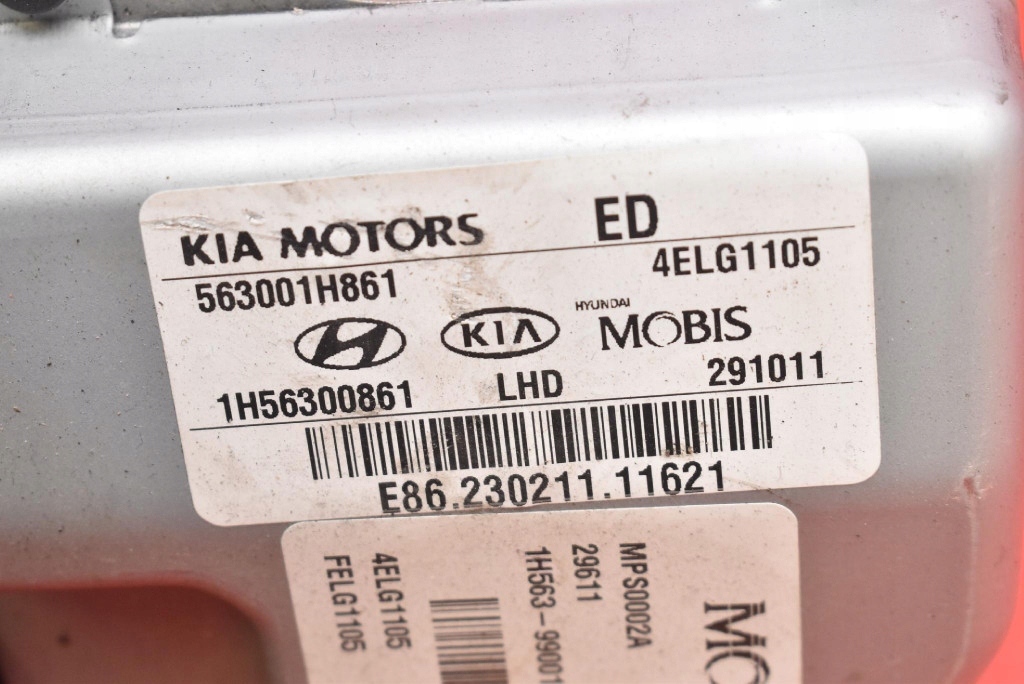 KIA MOTORS ED
563001H861 4ELG1105
KIA HYUNDAI MOBIS
1H56300861 LHD 291011
E86.230211.11621
MPS0002A
29611
1H563-99001
4ELG1105
FELG1105